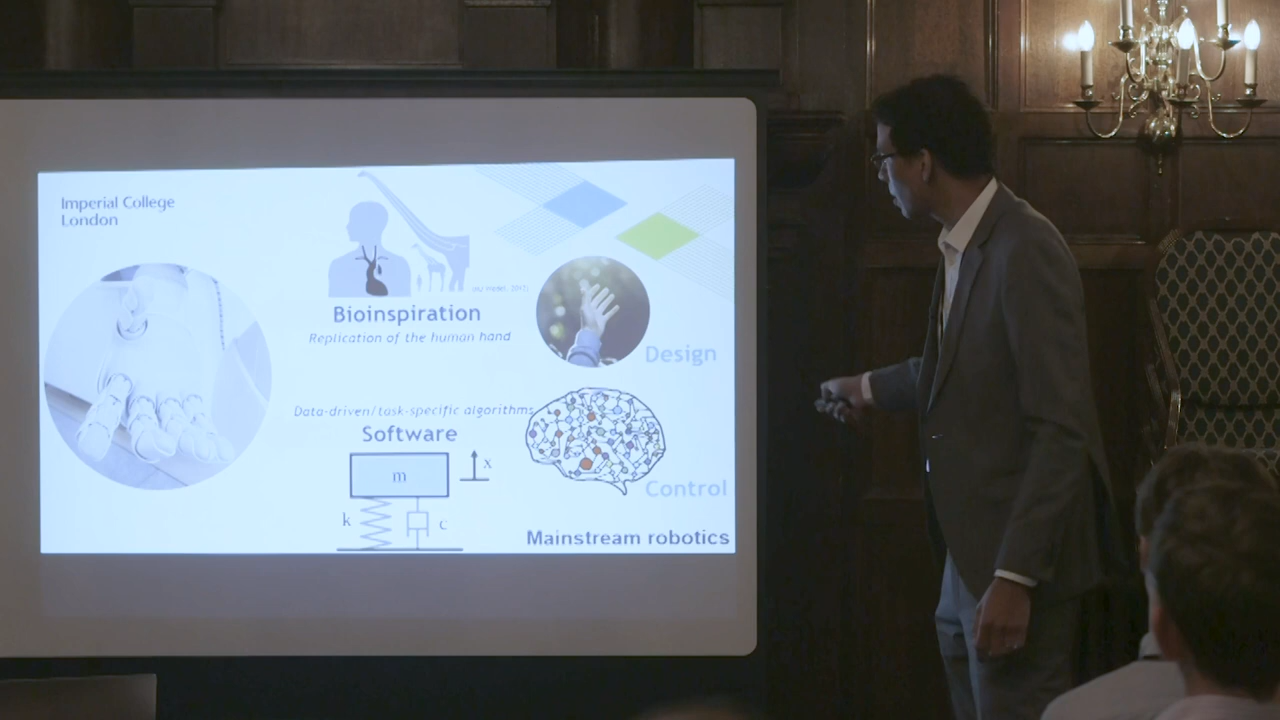 Imperial College
London
Bioinspiration
Replication of the human hand
Design
Data-driven/task-specific algorithms
Software
m
x
k
c
Control
Mainstream robotics